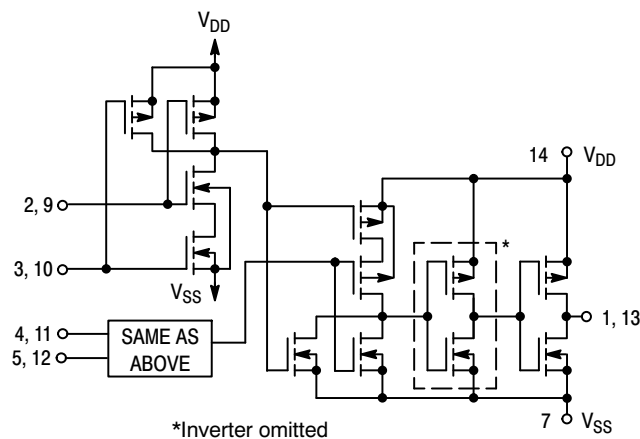 VDD
14
VDD
2, 9
*
3, 10
VSS
1, 13
4, 11
5, 12
SAME AS
ABOVE
7
VSS
*Inverter omitted